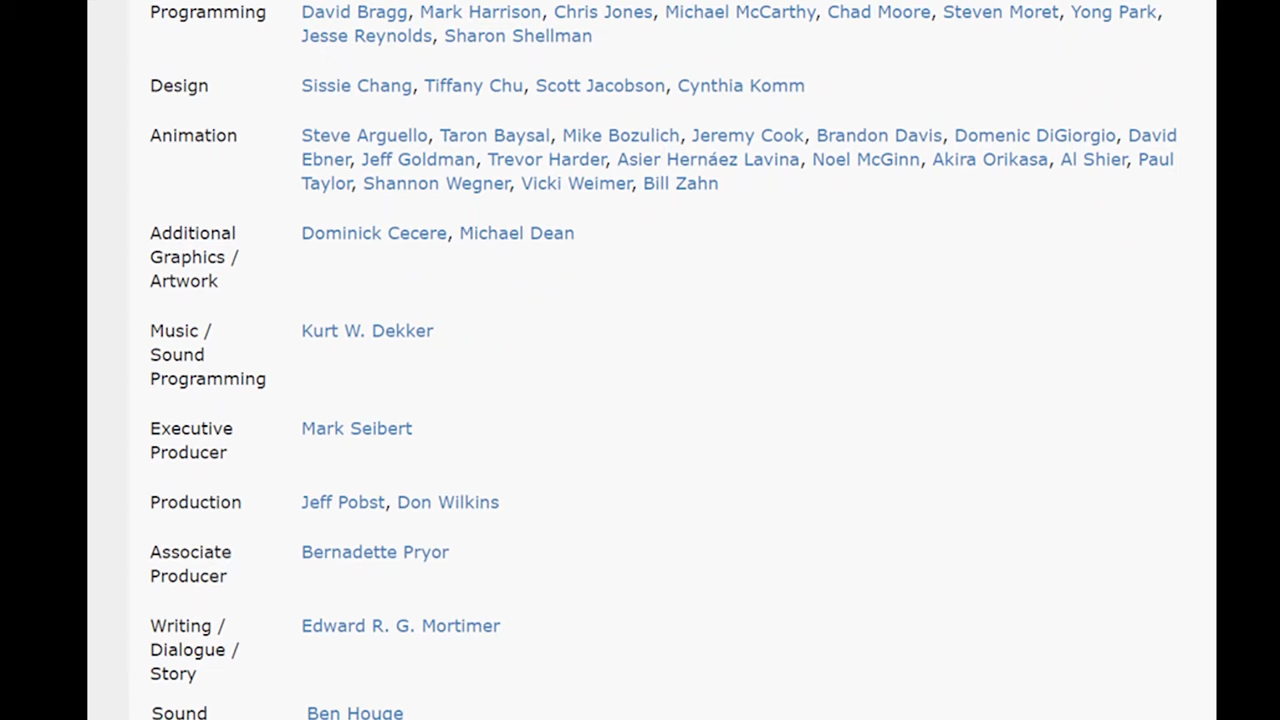 Programming David Bragg, Mark Harrison, Chris Jones, Michael McCarthy, Chad Moore, Steven Moret, Yong Park,
Jesse Reynolds, Sharon Shellman
Design Sissie Chang, Tiffany Chu, Scott Jacobson, Cynthia Komm
Animation Steve Arguello, Taron Baysal, Mike Bozulich, Jeremy Cook, Brandon Davis, Domenic DiGiorgio, David
Ebner, Jeff Goldman, Trevor Harder, Asier Hernáez Lavina, Noel McGinn, Akira Orikasa, Al Shier, Paul
Taylor, Shannon Wegner, Vicki Weimer, Bill Zahn
Additional Dominick Cecere, Michael Dean
Graphics /
Artwork
Music / Kurt W. Dekker
Sound
Programming
Executive Mark Seibert
Producer
Production Jeff Pobst, Don Wilkins
Associate Bernadette Pryor
Producer
Writing / Edward R. G. Mortimer
Dialogue /
Story
Sound Ben Houge